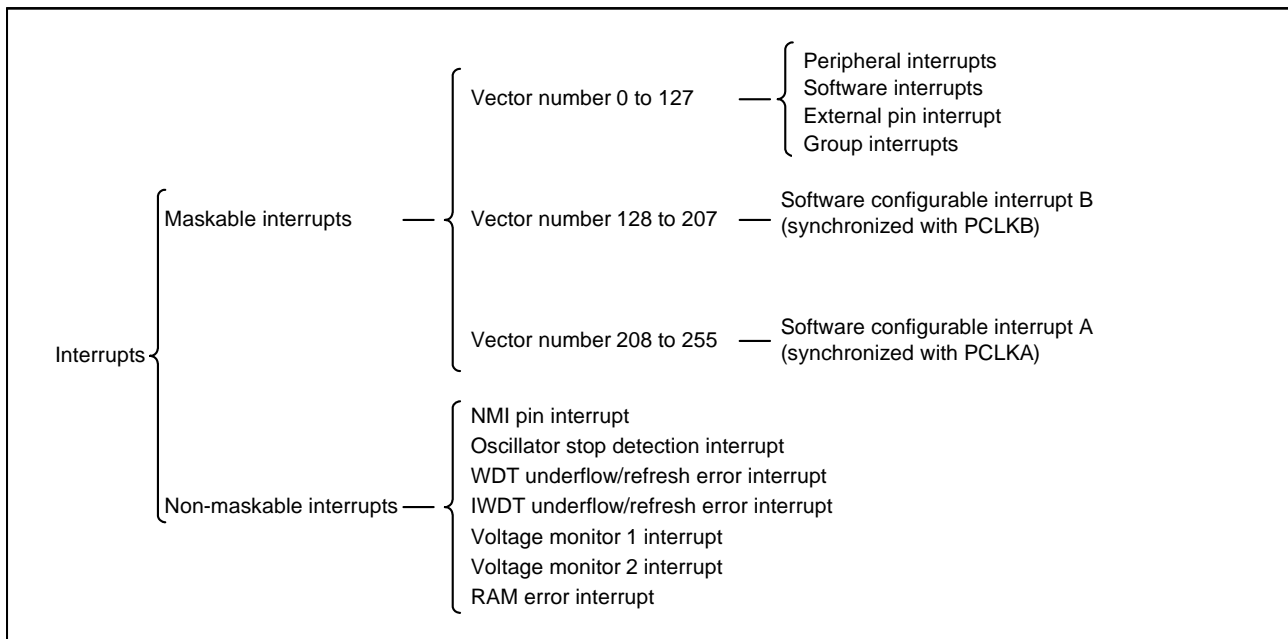 Interrupts
Maskable interrupts
Vector number 0 to 127
Peripheral interrupts
Software interrupts
External pin interrupt
Group interrupts
Vector number 128 to 207
Software configurable interrupt B
(synchronized with PCLKB)
Vector number 208 to 255
Software configurable interrupt A
(synchronized with PCLKA)
Non-maskable interrupts
NMI pin interrupt
Oscillator stop detection interrupt
WDT underflow/refresh error interrupt
IWDT underflow/refresh error interrupt
Voltage monitor 1 interrupt
Voltage monitor 2 interrupt
RAM error interrupt